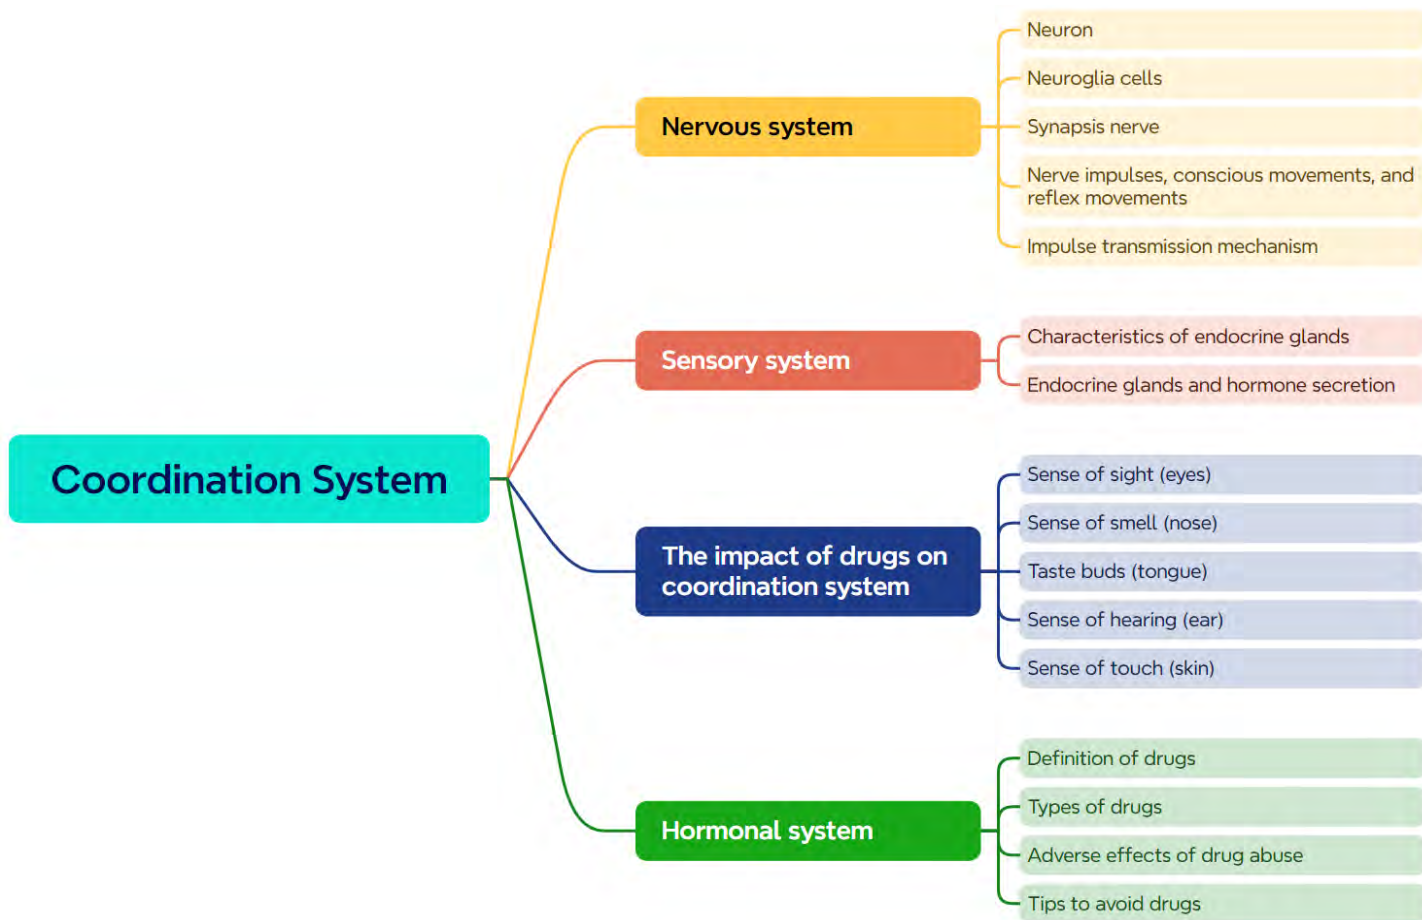 Coordination System
Nervous system
Neuron
Neuroglia cells
Synapsis nerve
Nerve impulses, conscious movements, and
reflex movements
Impulse transmission mechanism
Sensory system
Characteristics of endocrine glands
Endocrine glands and hormone secretion
The impact of drugs on
coordination system
Sense of sight (eyes)
Sense of smell (nose)
Taste buds (tongue)
Sense of hearing (ear)
Sense of touch (skin)
Hormonal system
Definition of drugs
Types of drugs
Adverse effects of drug abuse
Tips to avoid drugs